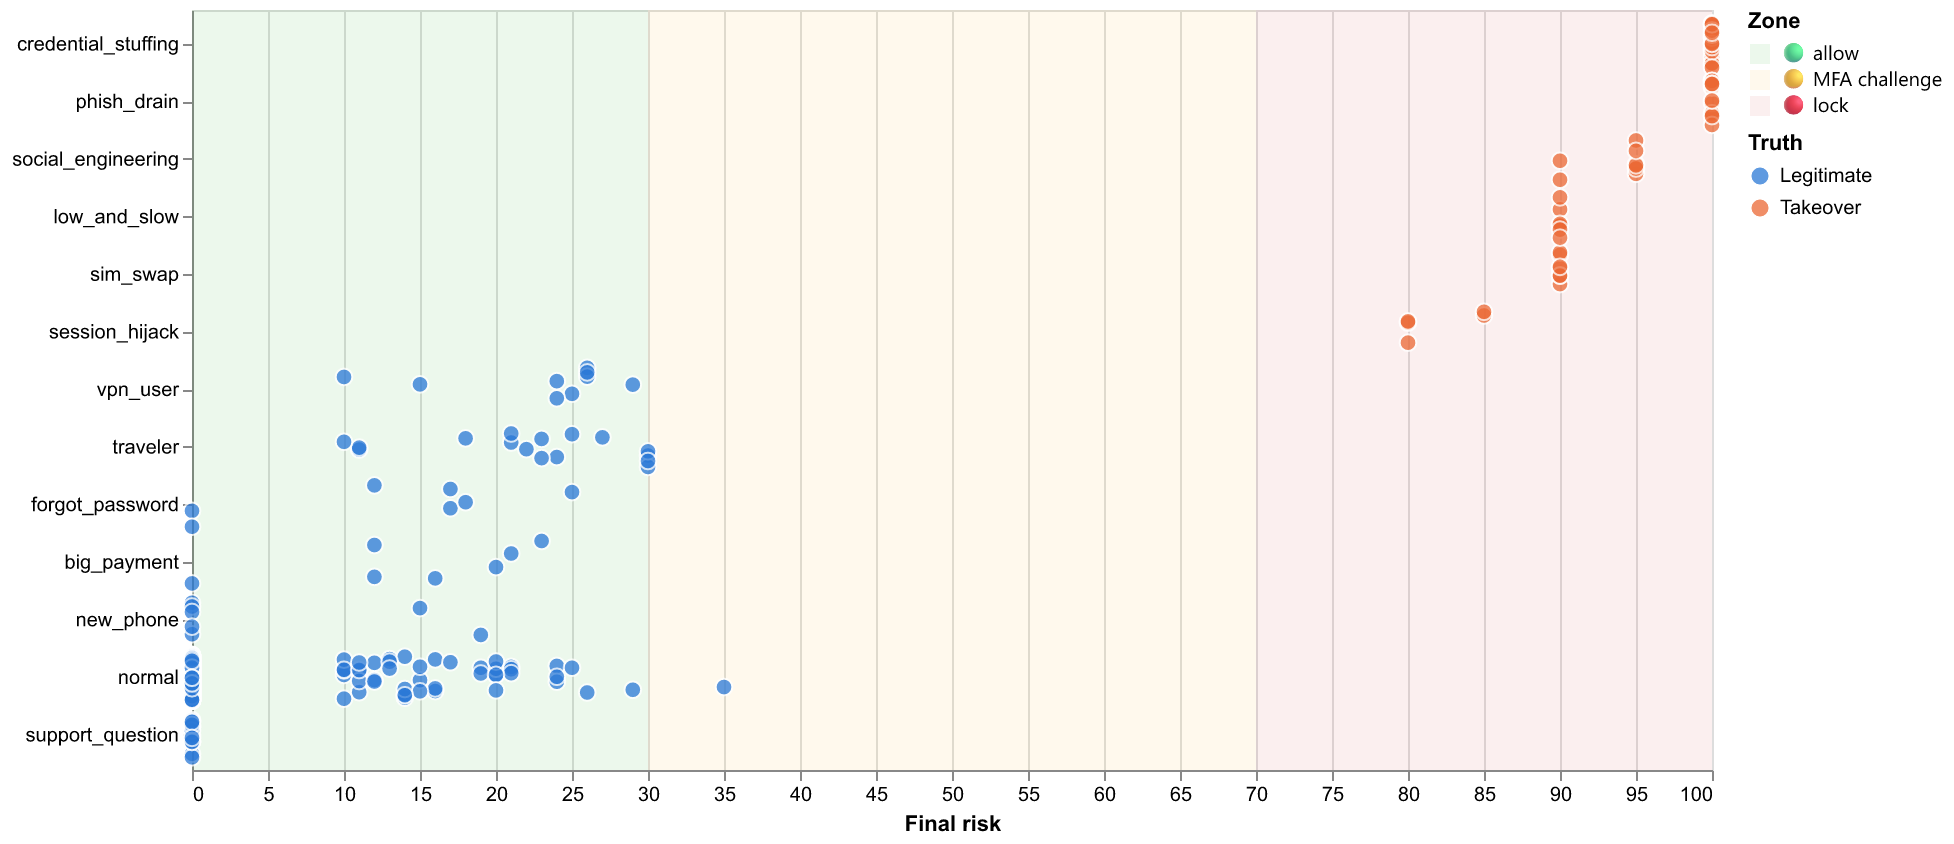 credential_stuffing
phish_drain
social_engineering
low_and_slow
sim_swap
session_hijack
vpn_user
traveler
forgot_password
big_payment
new_phone
normal
support_question
0 5 10 15 20 25 30 35 40 45 50 55 60 65 70 75 80 85 90 95 100
Final risk
Zone
allow
MFA challenge
lock
Truth
Legitimate
Takeover